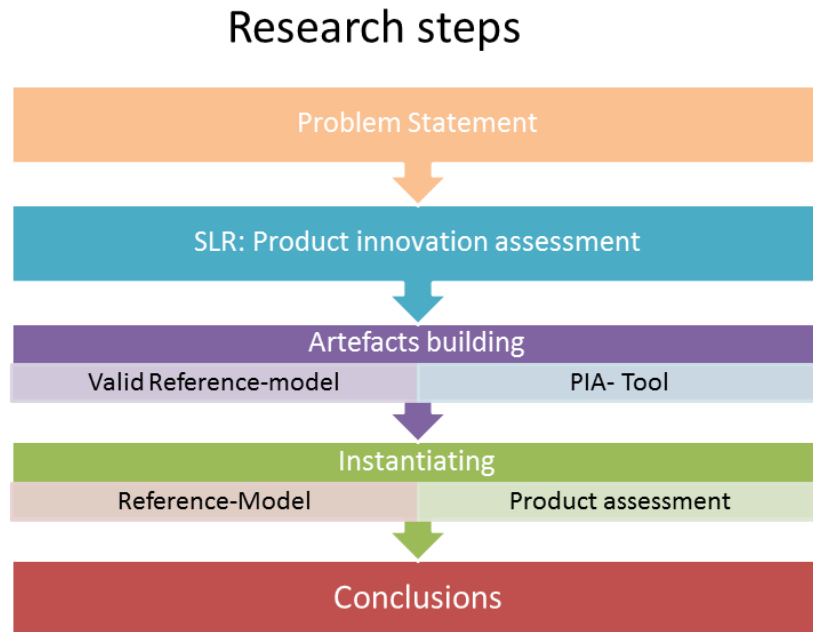 Research steps
Problem Statement
SLR: Product innovation assessment
Artefacts building
Valid Reference-model
PIA- Tool
Instantiating
Reference-Model
Product assessment
Conclusions